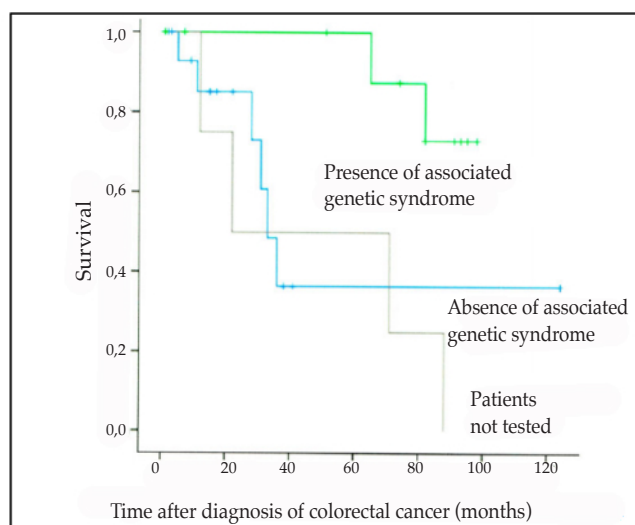 1,0
0,8
0,6
0,4
0,2
0,0
Survival
Presence of associated
genetic syndrome
Absence of associated
genetic syndrome
Patients
not tested
0 20 40 60 80 100 120
Time after diagnosis of colorectal cancer (months)